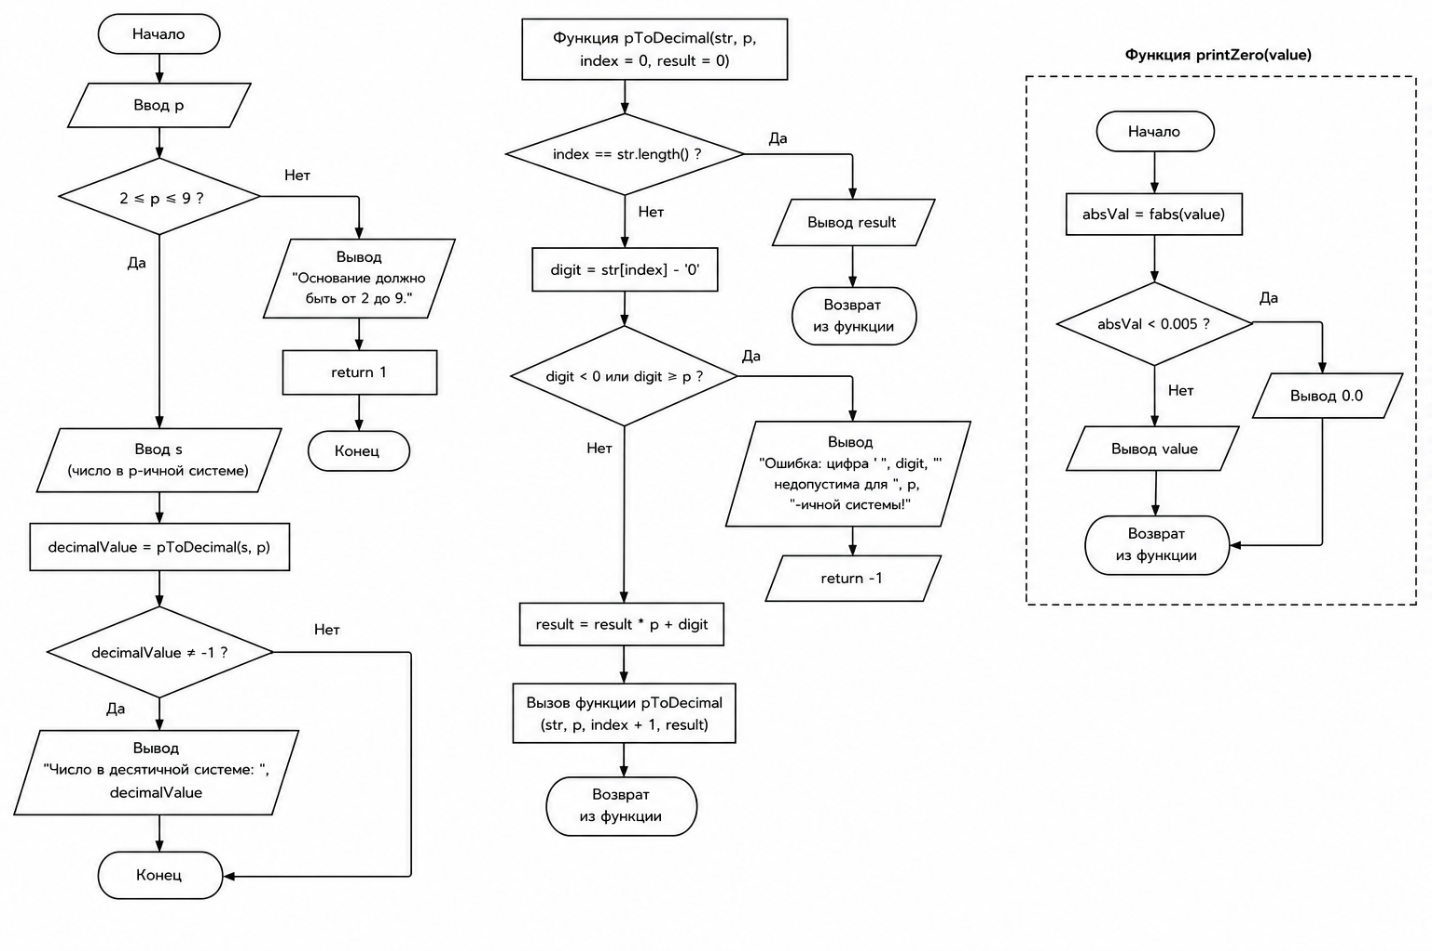 Начало
Ввод p
2 ≤ p ≤ 9 ?
Нет
Да
Вывод
"Основание должно
быть от 2 до 9."
return 1
Конец
Ввод s
(число в p-ичной системе)
decimalValue = pToDecimal(s, p)
decimalValue ≠ -1 ?
Нет
Да
Вывод
"Число в десятичной системе: ",
decimalValue
Конец
Функция pToDecimal(str, p,
index = 0, result = 0)
index == str.length() ?
Да
Нет
Вывод result
Возврат
из функции
digit = str[index] - '0'
digit < 0 или digit ≥ p ?
Да
Нет
Вывод
"Ошибка: цифра ' ", digit, "'
недопустима для ", p,
"-ичной системы!"
return -1
result = result * p + digit
Вызов функции pToDecimal
(str, p, index + 1, result)
Возврат
из функции
Функция printZero(value)
Начало
absVal = fabs(value)
absVal < 0.005 ?
Да
Нет
Вывод 0.0
Вывод value
Возврат
из функции